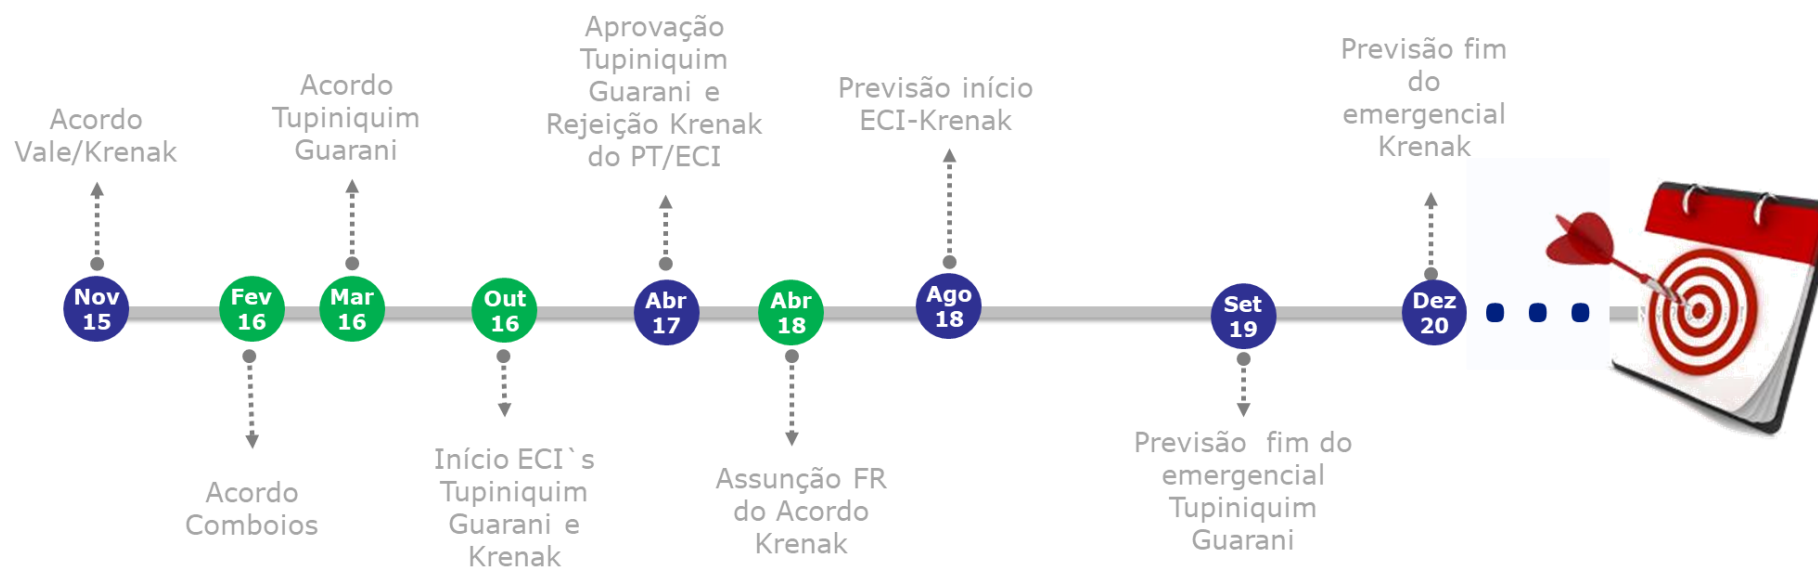 Acordo
Vale/Krenak
Nov
15
Fev
16
Acordo
Comboios
Acordo
Tupiniquim
Guarani
Mar
16
Out
16
Início ECI`s
Tupiniquim
Guarani e
Krenak
Aprovação
Tupiniquim
Guarani e
Rejeição Krenak
do PT/ECI
Abr
17
Abr
18
Assunção FR
do Acordo
Krenak
Previsão início
ECI-Krenak
Ago
18
Set
19
Previsão fim do
emergencial
Tupiniquim
Guarani
Previsão fim
do
emergencial
Krenak
Dez
20